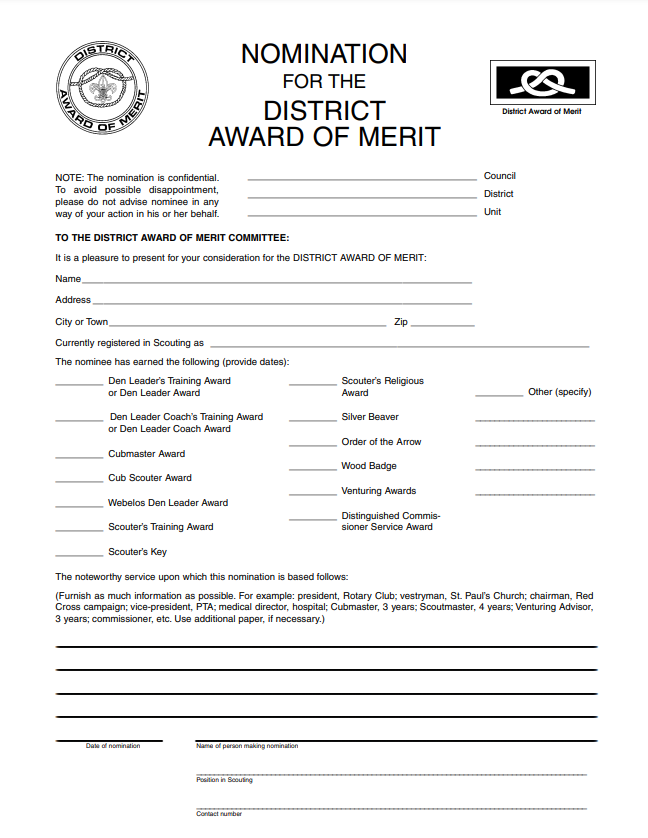 DISTRICT
AWARD OF MERIT
NOMINATION
FOR THE
DISTRICT
AWARD OF MERIT
District Award of Merit
NOTE: The nomination is confidential.
To avoid possible disappointment,
please do not advise nominee in any
way of your action in his or her behalf.
Council
District
Unit
TO THE DISTRICT AWARD OF MERIT COMMITTEE:
It is a pleasure to present for your consideration for the DISTRICT AWARD OF MERIT:
Name
Address
City or Town Zip
Currently registered in Scouting as
The nominee has earned the following (provide dates):
Den Leader's Training Award
or Den Leader Award
Den Leader Coach's Training Award
or Den Leader Coach Award
Cubmaster Award
Cub Scouter Award
Webelos Den Leader Award
Scouter's Training Award
Scouter's Key
Scouter's Religious
Award
Silver Beaver
Order of the Arrow
Wood Badge
Venturing Awards
Distinguished Commis-
sioner Service Award
Other (specify)
The noteworthy service upon which this nomination is based follows:
(Furnish as much information as possible. For example: president, Rotary Club; vestryman, St. Paul's Church; chairman, Red
Cross campaign; vice-president, PTA; medical director, hospital; Cubmaster, 3 years; Scoutmaster, 4 years; Venturing Advisor,
3 years; commissioner, etc. Use additional paper, if necessary.)
Date of nomination
Name of person making nomination
Position in Scouting
Contact number